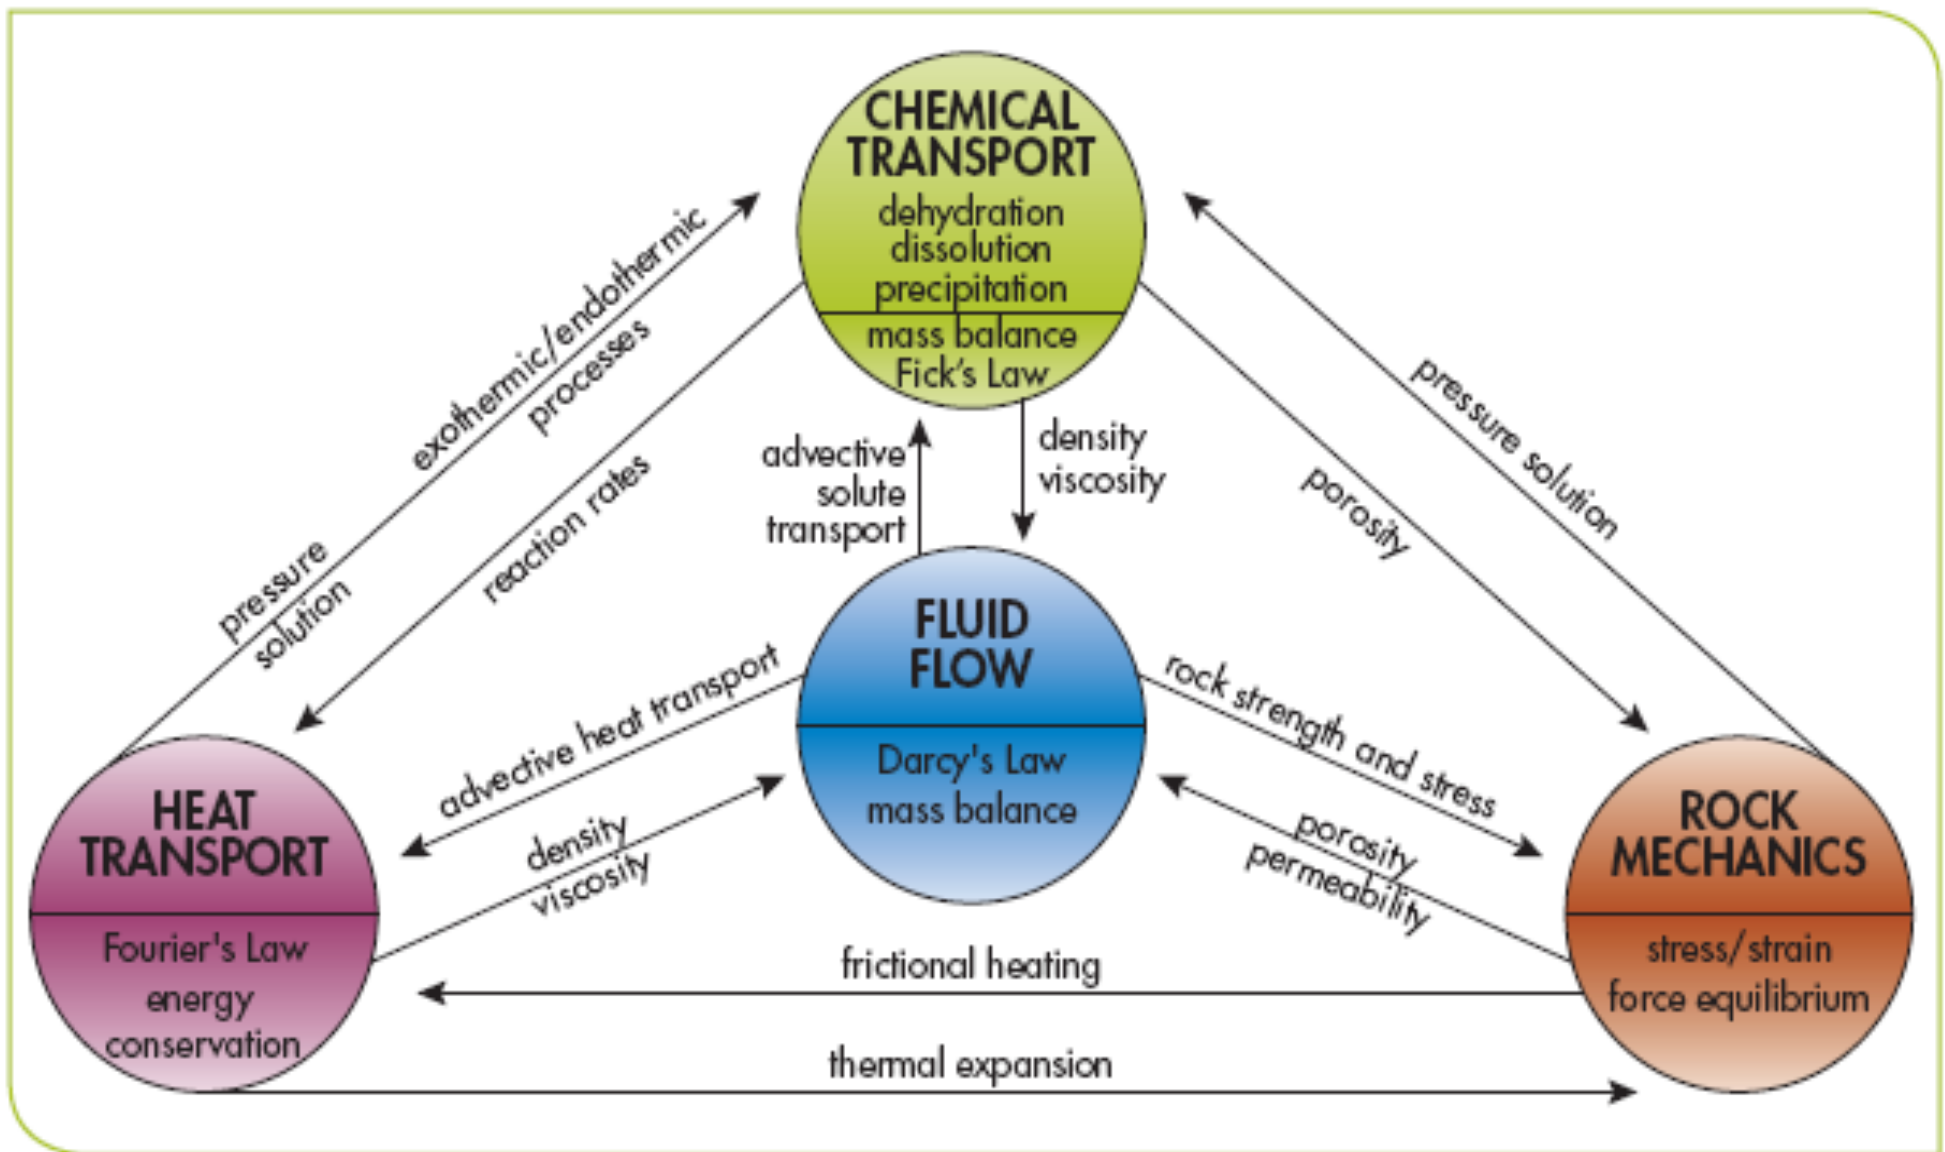 CHEMICAL
TRANSPORT
dehydration
dissolution
precipitation
mass balance
Fick's Law
exothermic/endothermic
processes
pressure
solution
reaction rates
advective
solute
transport
density
viscosity
porosity
pressure solution
FLUID
FLOW
Darcy's Law
mass balance
advective heat transport
density
viscosity
rock strength and stress
porosity
permeability
HEAT
TRANSPORT
Fourier's Law
energy
conservation
ROCK
MECHANICS
stress/strain
force equilibrium
frictional heating
thermal expansion